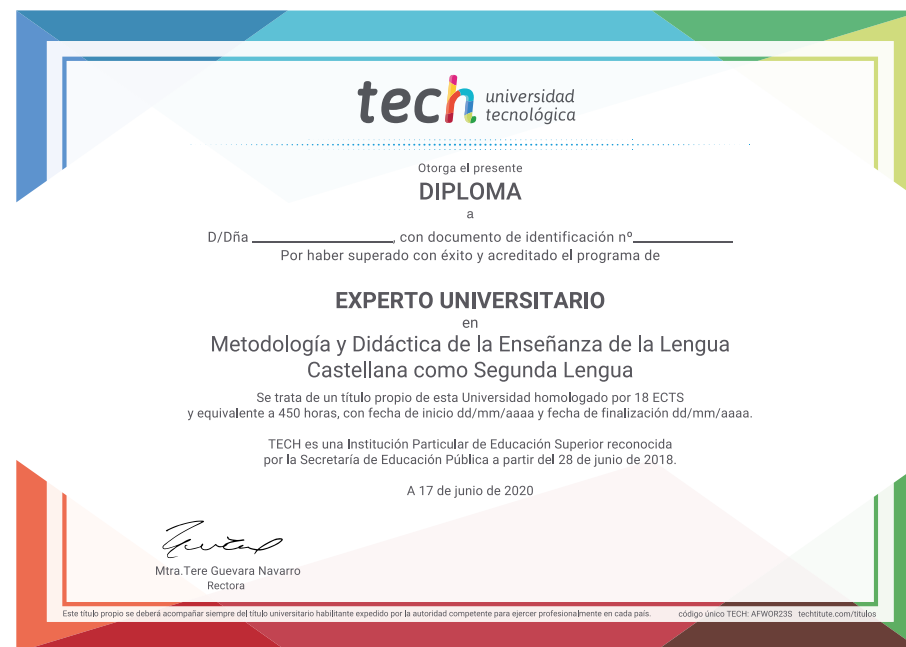 tech universidad
tecnológica
Otorga el presente
DIPLOMA
a
D/Dña ____________________, con documento de identificación nº______________
Por haber superado con éxito y acreditado el programa de
EXPERTO UNIVERSITARIO
en
Metodología y Didáctica de la Enseñanza de la Lengua
Castellana como Segunda Lengua
Se trata de un título propio de esta Universidad homologado por 18 ECTS
y equivalente a 450 horas, con fecha de inicio dd/mm/aaaa y fecha de finalización dd/mm/aaaa.
TECH es una Institución Particular de Educación Superior reconocida
por la Secretaría de Educación Pública a partir del 28 de junio de 2018.
A 17 de junio de 2020
Mtra.Tere Guevara Navarro
Rectora
Este título propio se deberá acompañar siempre del título universitario habilitante expedido por la autoridad competente para ejercer profesionalmente en cada país. código único TECH: AFWOR23S techtitute.com/titulos